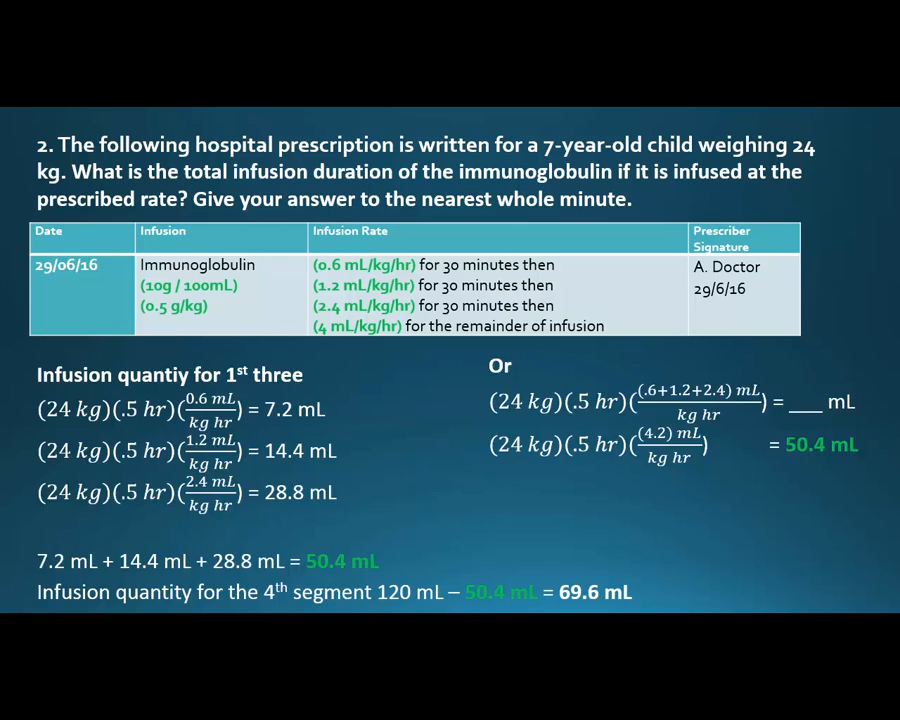 2. The following hospital prescription is written for a 7-year-old child weighing 24
kg. What is the total infusion duration of the immunoglobulin if it is infused at the
prescribed rate? Give your answer to the nearest whole minute.
Date Infusion Infusion Rate Prescriber
Signature
29/06/16 Immunoglobulin (0.6 mL/kg/hr) for 30 minutes then A. Doctor
(10g / 100mL) (1.2 mL/kg/hr) for 30 minutes then 29/6/16
(0.5 g/kg) (2.4 mL/kg/hr) for 30 minutes then
(4 mL/kg/hr) for the remainder of infusion
Infusion quantiy for 1st three
(24 kg)(.5 hr)(0.6 mL/kg hr) = 7.2 mL
(24 kg)(.5 hr)(1.2 mL/kg hr) = 14.4 mL
(24 kg)(.5 hr)(2.4 mL/kg hr) = 28.8 mL
Or
(24 kg)(.5 hr)((.6+1.2+2.4) mL/kg hr) = ___ mL
(24 kg)(.5 hr)((4.2) mL/kg hr) = 50.4 mL
7.2 mL + 14.4 mL + 28.8 mL = 50.4 mL
Infusion quantity for the 4th segment 120 mL – 50.4 mL = 69.6 mL